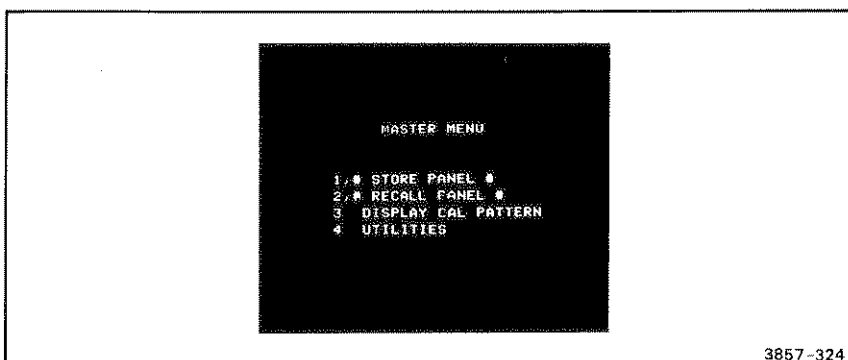 MASTER MENU
1,# STORE PANEL #
2,# RECALL PANEL #
3 DISPLAY CAL PATTERN
4 UTILITIES
3857-324